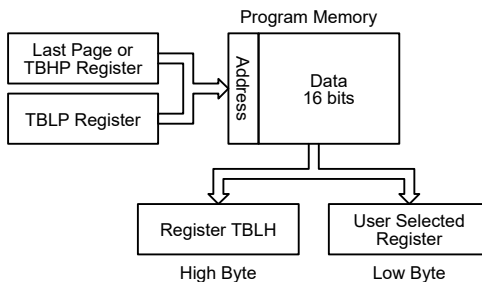 Program Memory
Last Page or
TBHP Register
TBLP Register
Address
Data
16 bits
Register TBLH
User Selected
Register
High Byte
Low Byte